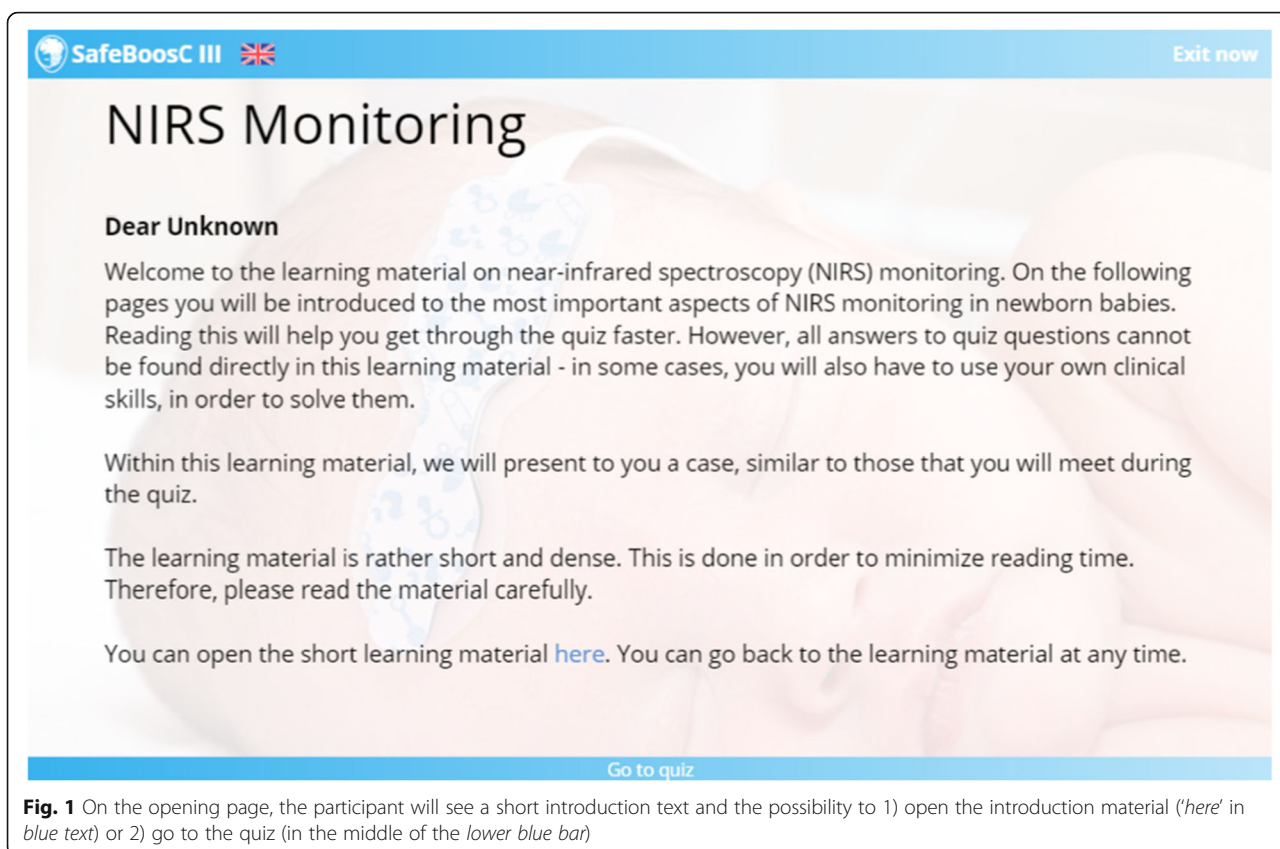 SafeBoosC III
Exit now
NIRS Monitoring
Dear Unknown
Welcome to the learning material on near-infrared spectroscopy (NIRS) monitoring. On the following
pages you will be introduced to the most important aspects of NIRS monitoring in newborn babies.
Reading this will help you get through the quiz faster. However, all answers to quiz questions cannot
be found directly in this learning material - in some cases, you will also have to use your own clinical
skills, in order to solve them.
Within this learning material, we will present to you a case, similar to those that you will meet during
the quiz.
The learning material is rather short and dense. This is done in order to minimize reading time.
Therefore, please read the material carefully.
You can open the short learning material here. You can go back to the learning material at any time.
Go to quiz
Fig. 1 On the opening page, the participant will see a short introduction text and the possibility to 1) open the introduction material ('here' in
blue text) or 2) go to the quiz (in the middle of the lower blue bar)